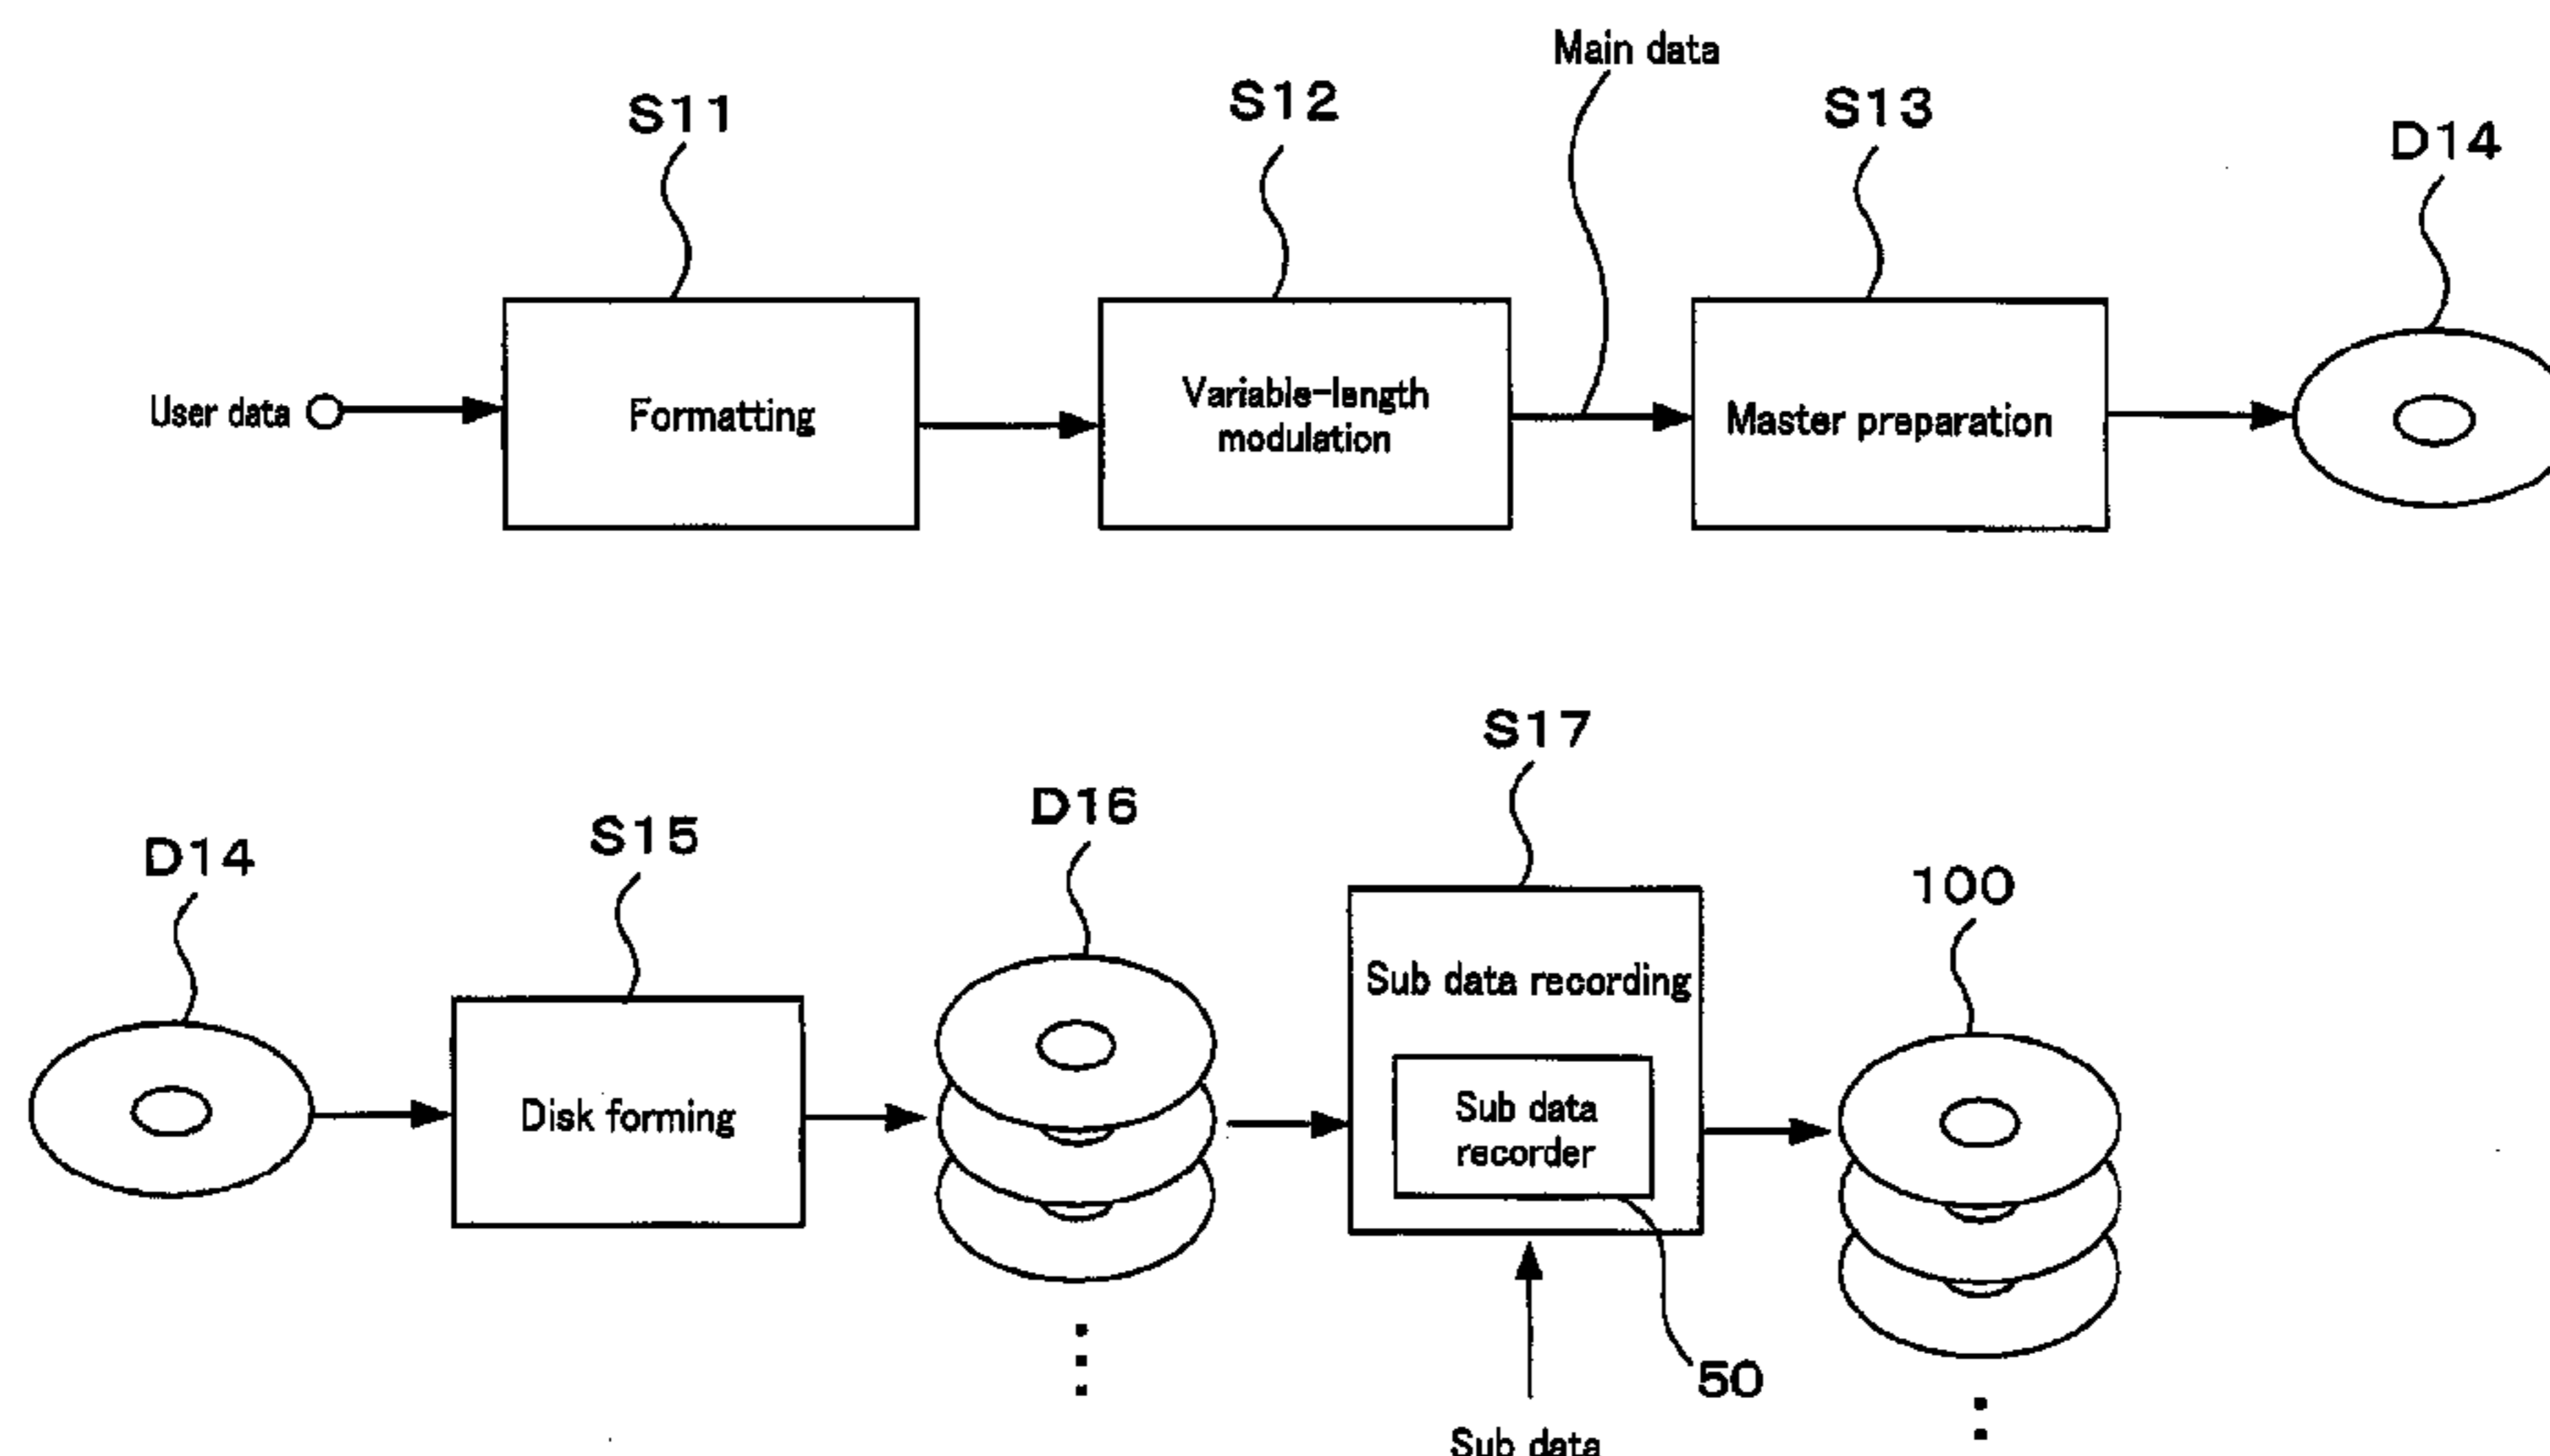 Main data
S11
S12
S13
D14
User data
Formatting
Variable-length
modulation
Master preparation
S17
D16
S15
D14
100
Sub data recording
Disk forming
Sub data
recorder
50
Sub data